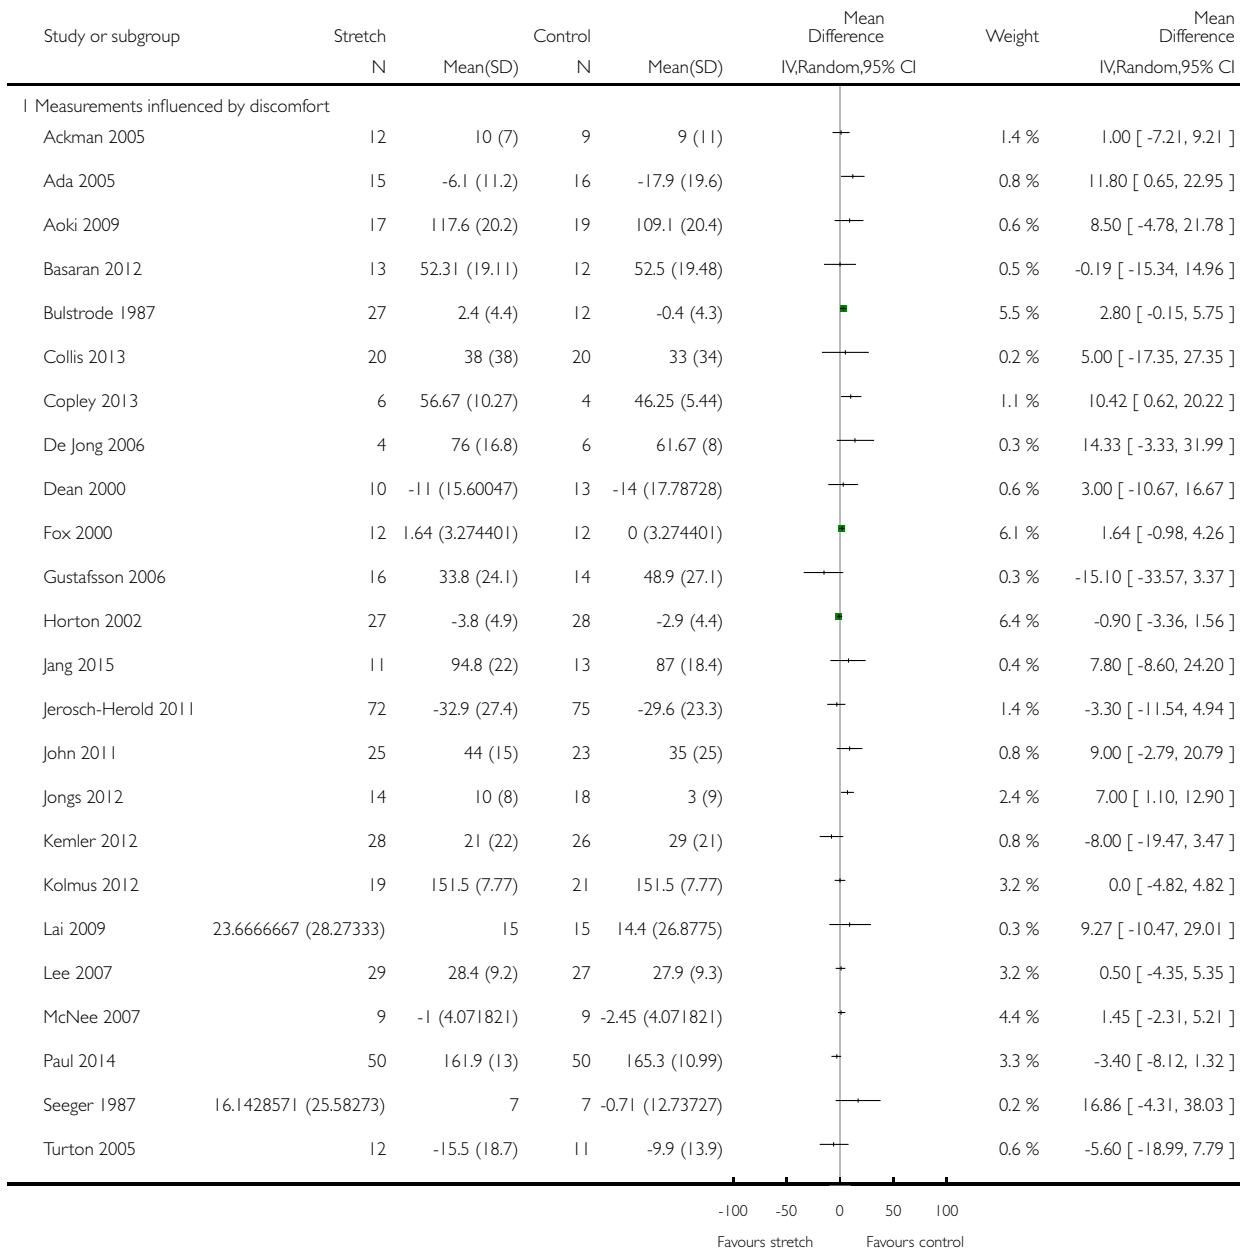 Mean Mean
Study or subgroup Stretch Control Difference Weight Difference
N Mean(SD) N Mean(SD) IV,Random,95% CI IV,Random,95% CI
1 Measurements influenced by discomfort
Ackman 2005 12 10 (7) 9 9 (11) 1.4 % 1.00 [ -7.21, 9.21 ]
Ada 2005 15 -6.1 (11.2) 16 -17.9 (19.6) 0.8 % 11.80 [ 0.65, 22.95 ]
Aoki 2009 17 117.6 (20.2) 19 109.1 (20.4) 0.6 % 8.50 [ -4.78, 21.78 ]
Basaran 2012 13 52.31 (19.11) 12 52.5 (19.48) 0.5 % -0.19 [ -15.34, 14.96 ]
Bulstrode 1987 27 2.4 (4.4) 12 -0.4 (4.3) 5.5 % 2.80 [ -0.15, 5.75 ]
Collis 2013 20 38 (38) 20 33 (34) 0.2 % 5.00 [ -17.35, 27.35 ]
Copley 2013 6 56.67 (10.27) 4 46.25 (5.44) 1.1 % 10.42 [ 0.62, 20.22 ]
De Jong 2006 4 76 (16.8) 6 61.67 (8) 0.3 % 14.33 [ -3.33, 31.99 ]
Dean 2000 10 -11 (15.60047) 13 -14 (17.78728) 0.6 % 3.00 [ -10.67, 16.67 ]
Fox 2000 12 1.64 (3.274401) 12 0 (3.274401) 6.1 % 1.64 [ -0.98, 4.26 ]
Gustafsson 2006 16 33.8 (24.1) 14 48.9 (27.1) 0.3 % -15.10 [ -33.57, 3.37 ]
Horton 2002 27 -3.8 (4.9) 28 -2.9 (4.4) 6.4 % -0.90 [ -3.36, 1.56 ]
Jang 2015 11 94.8 (22) 13 87 (18.4) 0.4 % 7.80 [ -8.60, 24.20 ]
Jerosch-Herold 2011 72 -32.9 (27.4) 75 -29.6 (23.3) 1.4 % -3.30 [ -11.54, 4.94 ]
John 2011 25 44 (15) 23 35 (25) 0.8 % 9.00 [ -2.79, 20.79 ]
Jongs 2012 14 10 (8) 18 3 (9) 2.4 % 7.00 [ 1.10, 12.90 ]
Kemler 2012 28 21 (22) 26 29 (21) 0.8 % -8.00 [ -19.47, 3.47 ]
Kolmus 2012 19 151.5 (7.77) 21 151.5 (7.77) 3.2 % 0.0 [ -4.82, 4.82 ]
Lai 2009 23.6666667 (28.27333) 15 15 14.4 (26.8775) 0.3 % 9.27 [ -10.47, 29.01 ]
Lee 2007 29 28.4 (9.2) 27 27.9 (9.3) 3.2 % 0.50 [ -4.35, 5.35 ]
McNee 2007 9 -1 (4.071821) 9 -2.45 (4.071821) 4.4 % 1.45 [ -2.31, 5.21 ]
Paul 2014 50 161.9 (13) 50 165.3 (10.99) 3.3 % -3.40 [ -8.12, 1.32 ]
Seeger 1987 16.1428571 (25.58273) 7 7 -0.71 (12.73727) 0.2 % 16.86 [ -4.31, 38.03 ]
Turton 2005 12 -15.5 (18.7) 11 -9.9 (13.9) 0.6 % -5.60 [ -18.99, 7.79 ]
-100 -50 0 50 100
Favours stretch Favours control